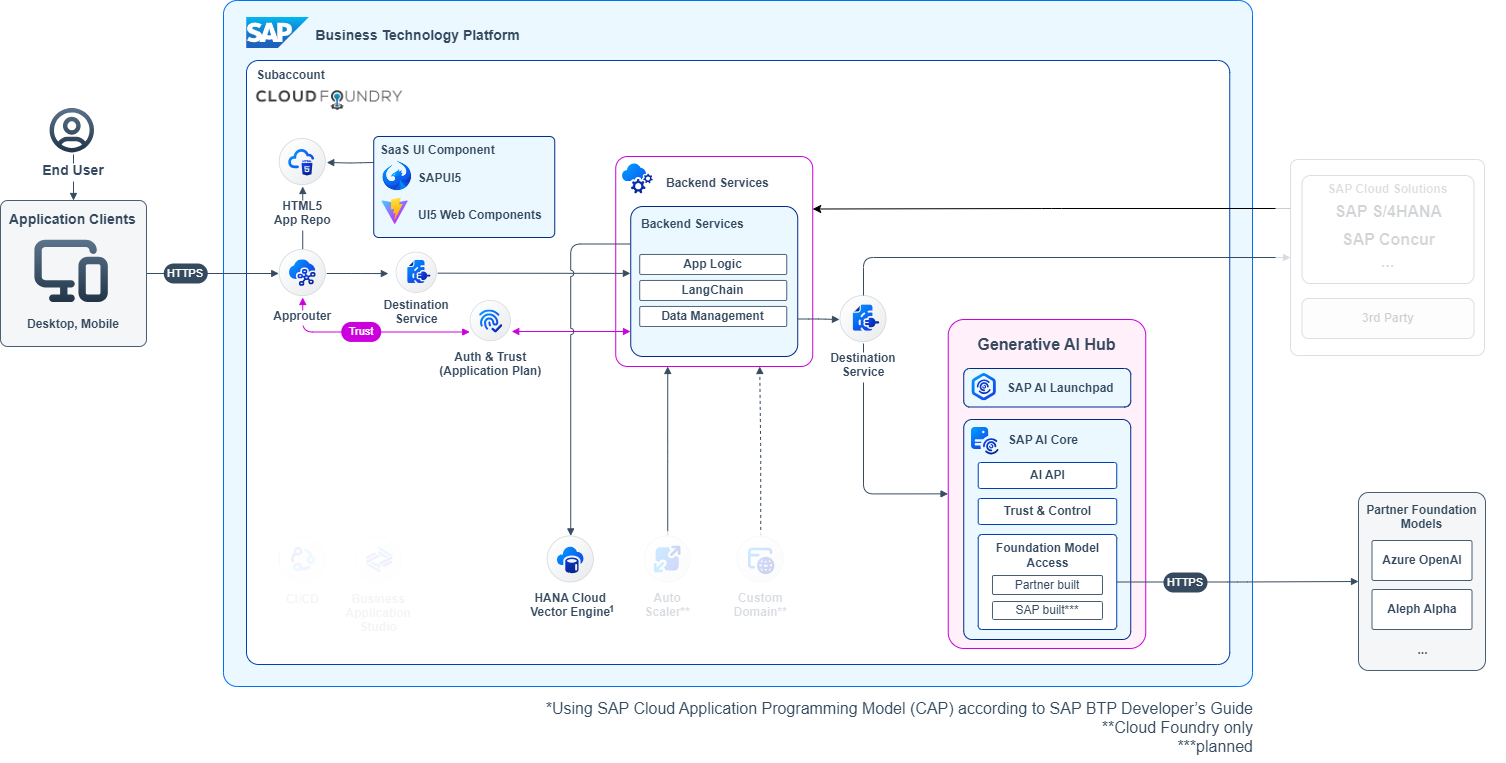 SAP
Business Technology Platform
Subaccount
CLOUD FOUNDRY
End User
Application Clients
Desktop, Mobile
HTTPS
HTML5
App Repo
SaaS UI Component
SAPUI5
UI5 Web Components
Approuter
Destination
Service
Trust
Auth & Trust
(Application Plan)
Backend Services
Backend Services
App Logic
LangChain
Data Management
Destination
Service
SAP Cloud Solutions
SAP S/4HANA
SAP Concur
...
3rd Party
Generative AI Hub
SAP AI Launchpad
SAP AI Core
AI API
Trust & Control
Foundation Model
Access
Partner built
SAP built***
HTTPS
Partner Foundation
Models
Azure OpenAI
Aleph Alpha
...
CI/CD
Business
Application
Studio
HANA Cloud
Vector Engine¹
Auto
Scaler**
Custom
Domain**
*Using SAP Cloud Application Programming Model (CAP) according to SAP BTP Developer’s Guide
**Cloud Foundry only
***planned